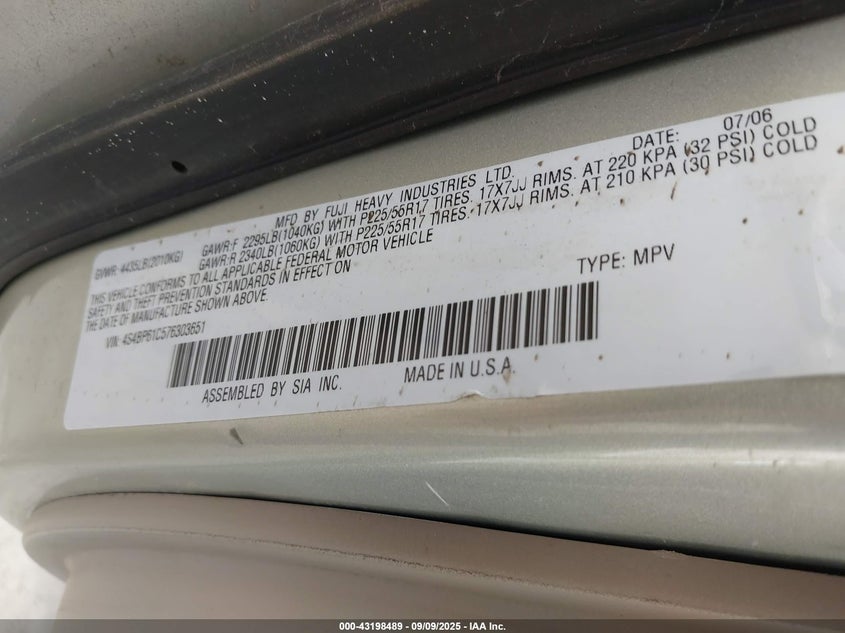 MFD BY FUJI HEAVY INDUSTRIES LTD. DATE: 07/06
GVWR: 4435LB(2010KG) GAWR:F 2295LB(1040KG) WITH P225/55R17 TIRES. 17X7JJ RIMS. AT 220 KPA (32 PSI) COLD
GAWR:R 2340LB(1060KG) WITH P225/55R17 TIRES. 17X7JJ RIMS. AT 210 KPA (30 PSI) COLD
THIS VEHICLE CONFORMS TO ALL APPLICABLE FEDERAL MOTOR VEHICLE
SAFETY AND THEFT PREVENTION STANDARDS IN EFFECT ON
THE DATE OF MANUFACTURE SHOWN ABOVE.
VIN: 4S4BP61C576303651 TYPE: MPV
ASSEMBLED BY SIA INC. MADE IN U.S.A.
000-43198489 - 09/09/2025 - IAA Inc.